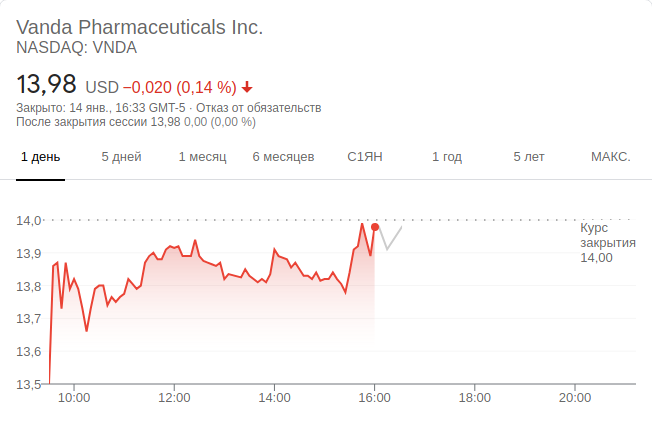 Vanda Pharmaceuticals Inc.
NASDAQ: VNDA
13,98 USD −0,020 (0,14 %)
Закрыто: 14 янв., 16:33 GMT-5 · Отказ от обязательств
После закрытия сессии 13,98 0,00 (0,00 %)
1 день 5 дней 1 месяц 6 месяцев С1ЯН 1 год 5 лет МАКС.
14,0
Курс
закрытия
14,00
13,9
13,8
13,7
13,6
13,5
10:00 12:00 14:00 16:00 18:00 20:00